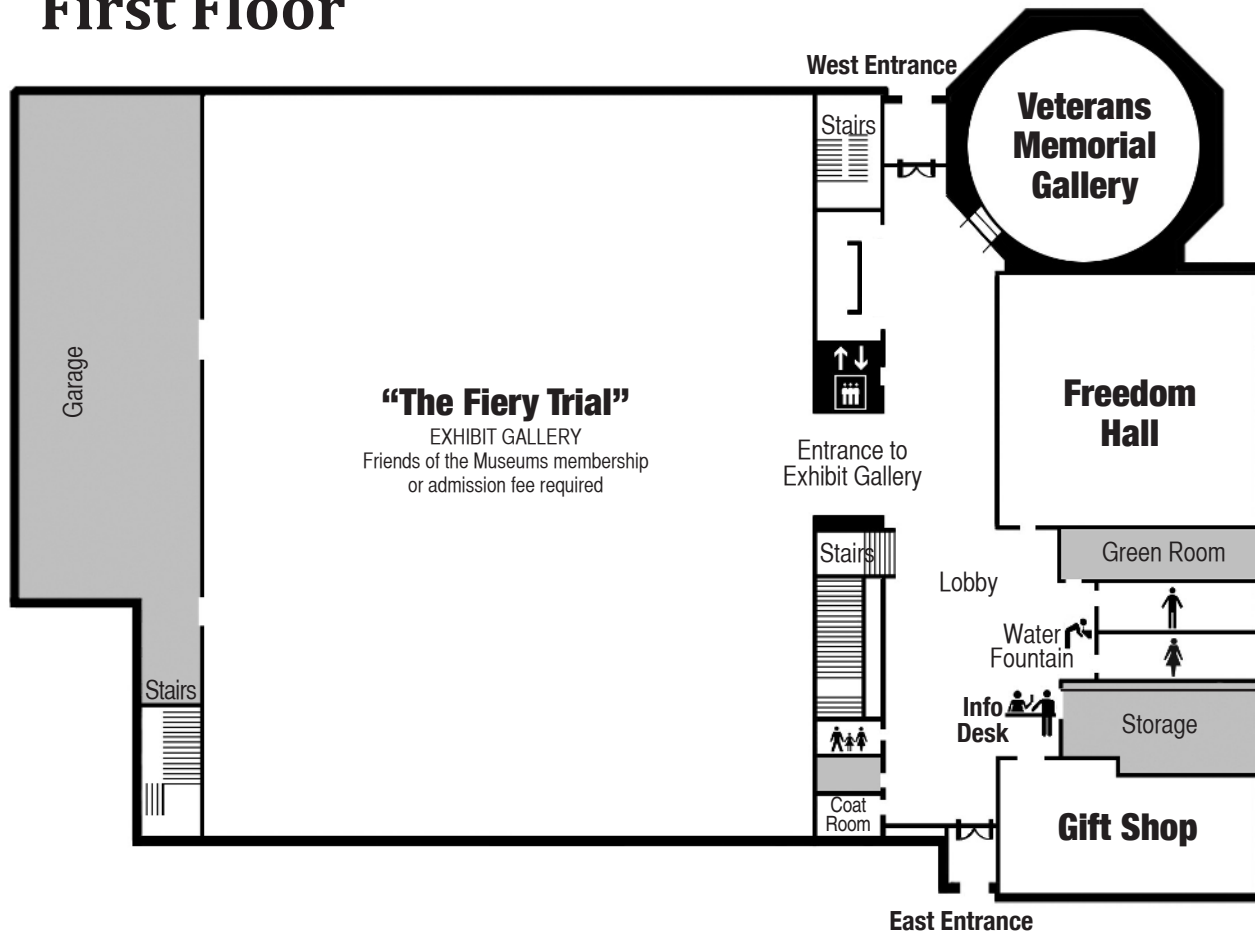 First Floor
West Entrance
Veterans
Memorial
Gallery
Stairs
Garage
“The Fiery Trial”
EXHIBIT GALLERY
Friends of the Museums membership
or admission fee required
Entrance to
Exhibit Gallery
Freedom
Hall
Stairs
Green Room
Lobby
Water
Fountain
Stairs
Info
Desk
Storage
Coat
Room
Gift Shop
East Entrance